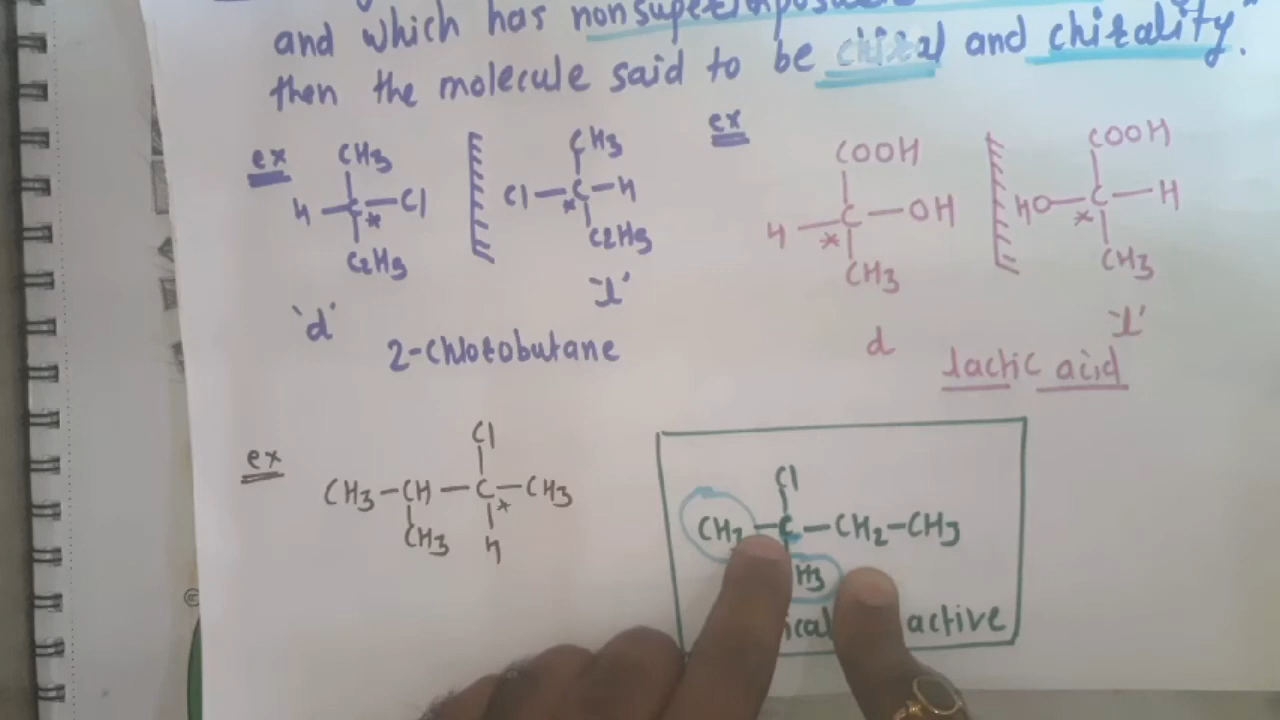 and which has
then the molecule said to be chiral and chirality."
ex
CH3
H-C*-Cl
C2H5
'd'
CH3
Cl-C*-H
C2H5
'l'
2-chlorobutane
ex
COOH
H-C*-OH
CH3
d
COOH
HO-C*-H
CH3
'l'
lactic acid
ex
Cl
CH3-CH-C*-CH3
CH3 H
Cl
-C-CH2-CH3
H3
active